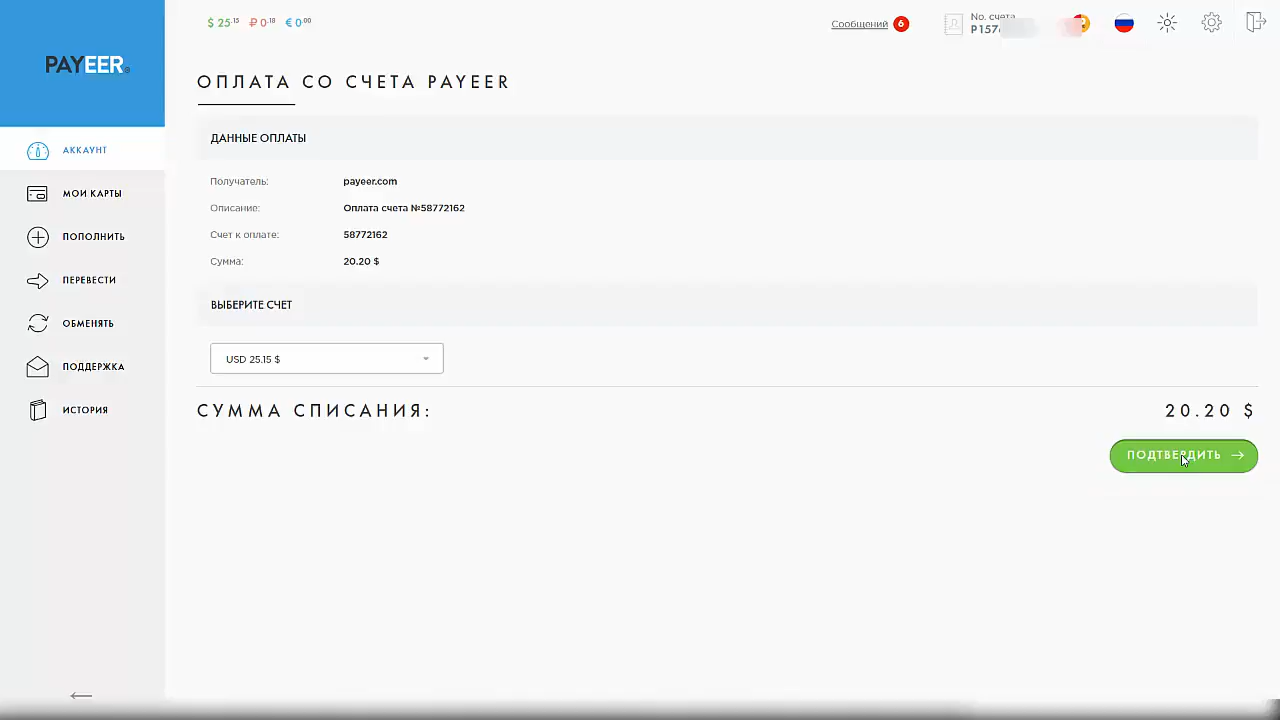 PAYEER
$ 25.15 ₽ 0.18 € 0.00
Сообщений 6
No. счета
P1576
ОПЛАТА СО СЧЕТА PAYEER
АККАУНТ
МОИ КАРТЫ
ПОПОЛНИТЬ
ПЕРЕВЕСТИ
ОБМЕНЯТЬ
ПОДДЕРЖКА
ИСТОРИЯ
ДАННЫЕ ОПЛАТЫ
Получатель: payeer.com
Описание: Оплата счета №58772162
Счет к оплате: 58772162
Сумма: 20.20 $
ВЫБЕРИТЕ СЧЕТ
USD 25.15 $
СУММА СПИСАНИЯ: 20.20 $
ПОДТВЕРДИТЬ